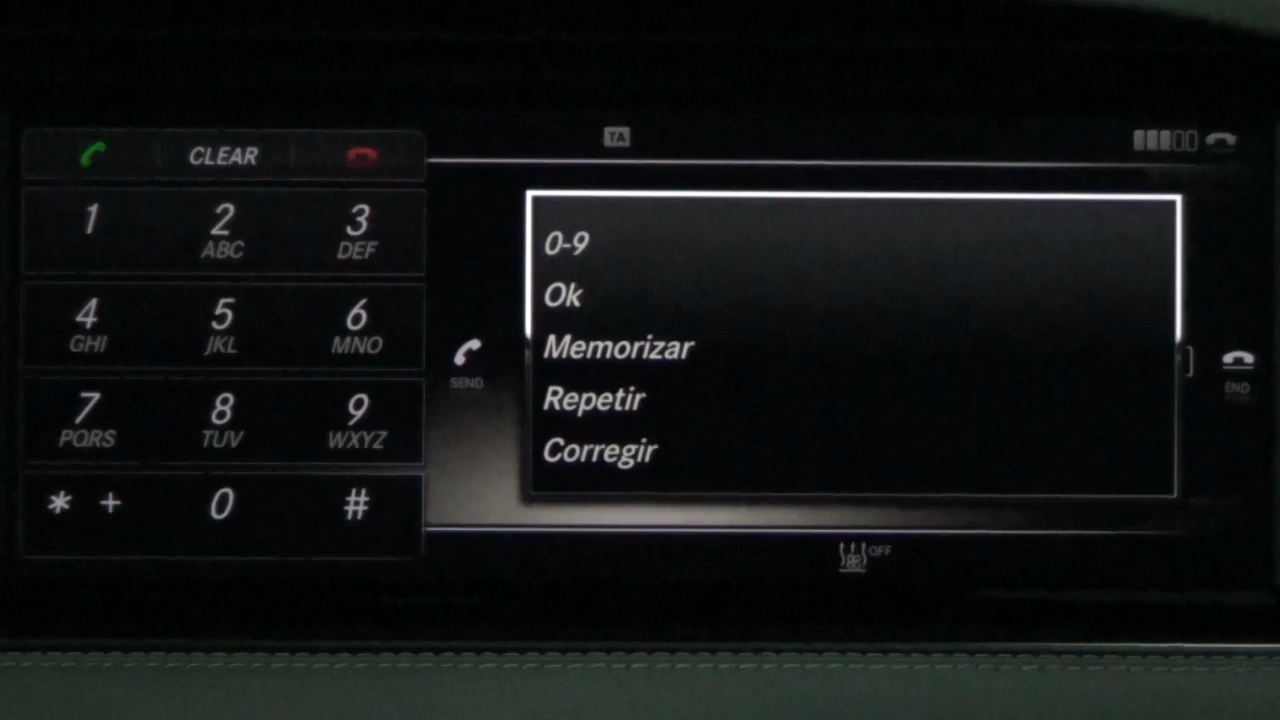 TA
CLEAR
1 2 3
ABC DEF
4 5 6
GHI JKL MNO
7 8 9
PQRS TUV WXYZ
* + 0 #
SEND
0-9
Ok
Memorizar
Repetir
Corregir
]
END
OFF